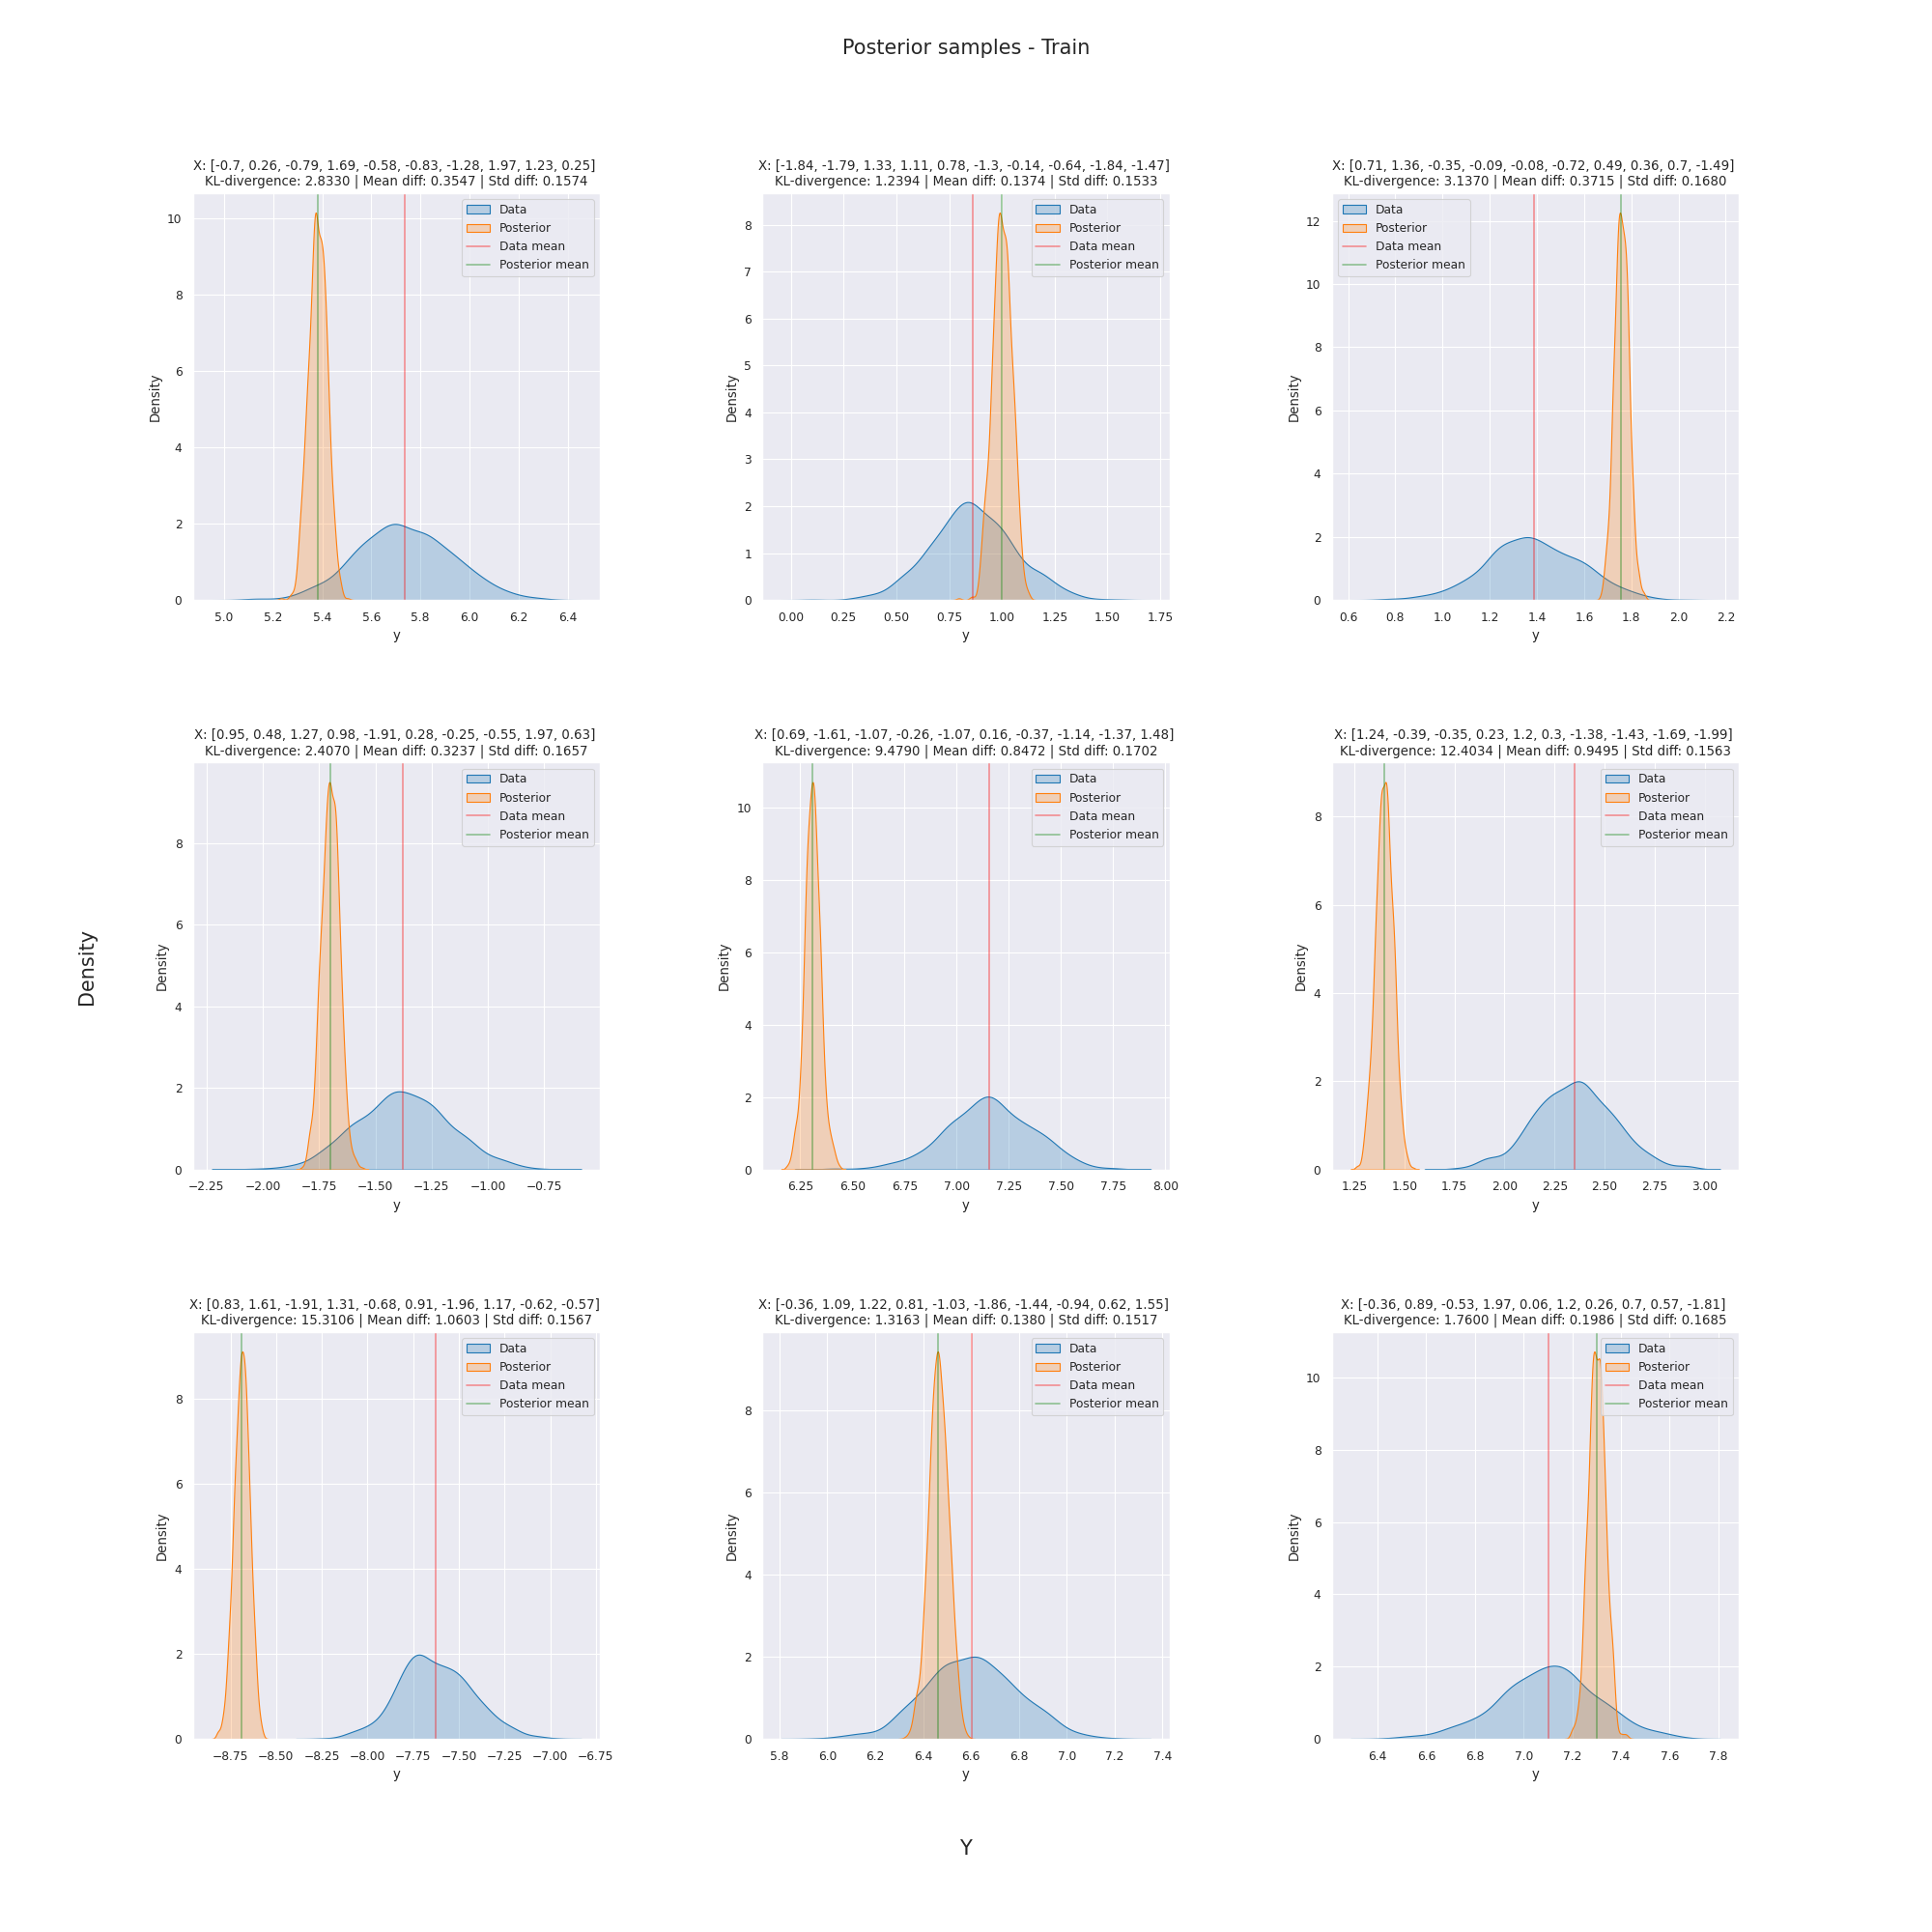 Posterior samples - Train
X: [-0.7, 0.26, -0.79, 1.69, -0.58, -0.83, -1.28, 1.97, 1.23, 0.25]
KL-divergence: 2.8330 | Mean diff: 0.3547 | Std diff: 0.1574
Data
Posterior
Data mean
Posterior mean
10
8
6
4
2
0
Density
5.0 5.2 5.4 5.6 5.8 6.0 6.2 6.4
y
X: [-1.84, -1.79, 1.33, 1.11, 0.78, -1.3, -0.14, -0.64, -1.84, -1.47]
KL-divergence: 1.2394 | Mean diff: 0.1374 | Std diff: 0.1533
Data
Posterior
Data mean
Posterior mean
8
7
6
5
4
3
2
1
0
Density
0.00 0.25 0.50 0.75 1.00 1.25 1.50 1.75
y
X: [0.71, 1.36, -0.35, -0.09, -0.08, -0.72, 0.49, 0.36, 0.7, -1.49]
KL-divergence: 3.1370 | Mean diff: 0.3715 | Std diff: 0.1680
Data
Posterior
Data mean
Posterior mean
12
10
8
6
4
2
0
Density
0.6 0.8 1.0 1.2 1.4 1.6 1.8 2.0 2.2
y
X: [0.95, 0.48, 1.27, 0.98, -1.91, 0.28, -0.25, -0.55, 1.97, 0.63]
KL-divergence: 2.4070 | Mean diff: 0.3237 | Std diff: 0.1657
Data
Posterior
Data mean
Posterior mean
8
6
4
2
0
Density
−2.25 −2.00 −1.75 −1.50 −1.25 −1.00 −0.75
y
X: [0.69, -1.61, -1.07, -0.26, -1.07, 0.16, -0.37, -1.14, -1.37, 1.48]
KL-divergence: 9.4790 | Mean diff: 0.8472 | Std diff: 0.1702
Data
Posterior
Data mean
Posterior mean
10
8
6
4
2
0
Density
6.25 6.50 6.75 7.00 7.25 7.50 7.75 8.00
y
X: [1.24, -0.39, -0.35, 0.23, 1.2, 0.3, -1.38, -1.43, -1.69, -1.99]
KL-divergence: 12.4034 | Mean diff: 0.9495 | Std diff: 0.1563
Data
Posterior
Data mean
Posterior mean
8
6
4
2
0
Density
1.25 1.50 1.75 2.00 2.25 2.50 2.75 3.00
y
Density
X: [0.83, 1.61, -1.91, 1.31, -0.68, 0.91, -1.96, 1.17, -0.62, -0.57]
KL-divergence: 15.3106 | Mean diff: 1.0603 | Std diff: 0.1567
Data
Posterior
Data mean
Posterior mean
8
6
4
2
0
Density
−8.75 −8.50 −8.25 −8.00 −7.75 −7.50 −7.25 −7.00 −6.75
y
X: [-0.36, 1.09, 1.22, 0.81, -1.03, -1.86, -1.44, -0.94, 0.62, 1.55]
KL-divergence: 1.3163 | Mean diff: 0.1380 | Std diff: 0.1517
Data
Posterior
Data mean
Posterior mean
8
6
4
2
0
Density
5.8 6.0 6.2 6.4 6.6 6.8 7.0 7.2 7.4
y
X: [-0.36, 0.89, -0.53, 1.97, 0.06, 1.2, 0.26, 0.7, 0.57, -1.81]
KL-divergence: 1.7600 | Mean diff: 0.1986 | Std diff: 0.1685
Data
Posterior
Data mean
Posterior mean
10
8
6
4
2
0
Density
6.4 6.6 6.8 7.0 7.2 7.4 7.6 7.8
y
Y